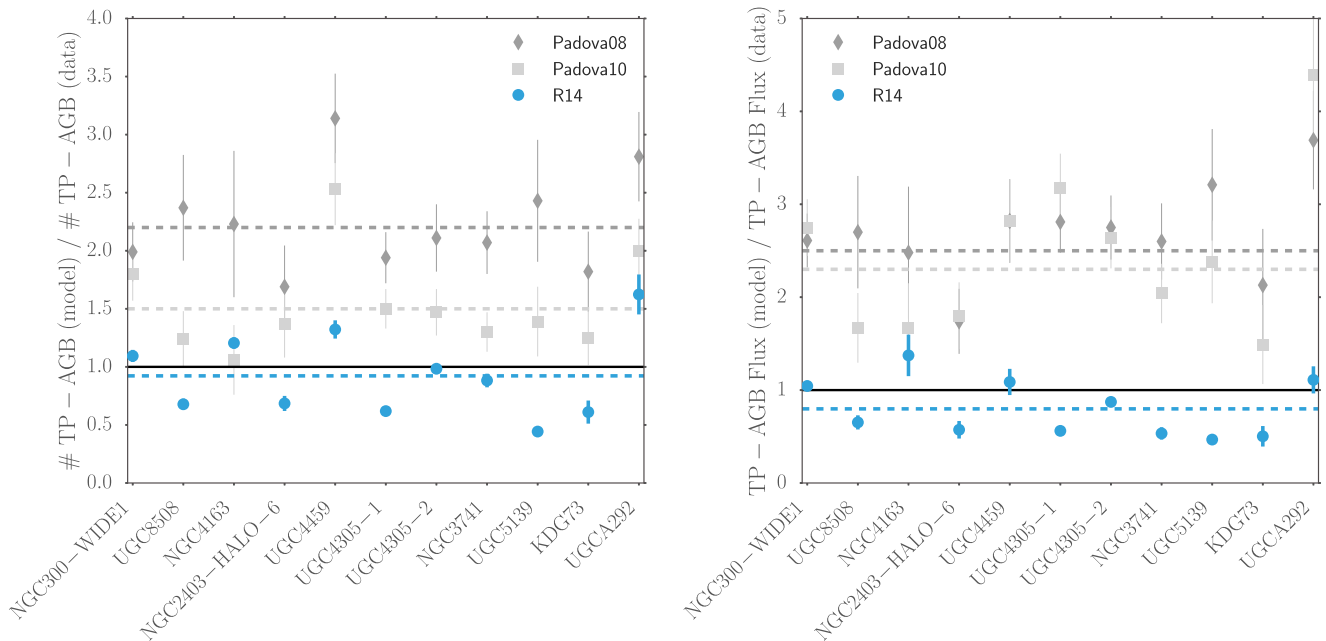 # TP − AGB (model) / # TP − AGB (data)
4.0
3.5
3.0
2.5
2.0
1.5
1.0
0.5
0.0
Padova08
Padova10
R14
NGC300−WIDE1
UGC8508
NGC4163
NGC2403−HALO−6
UGC4459
UGC4305−1
UGC4305−2
NGC3741
UGC5139
KDG73
UGCA292
TP − AGB Flux (model) / TP − AGB Flux (data)
5
4
3
2
1
0
Padova08
Padova10
R14
NGC300−WIDE1
UGC8508
NGC4163
NGC2403−HALO−6
UGC4459
UGC4305−1
UGC4305−2
NGC3741
UGC5139
KDG73
UGCA292